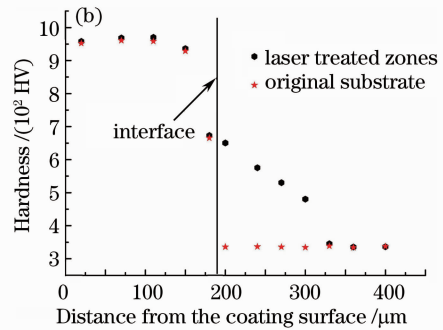 (b)
10
9
8
7
6
5
4
3
Hardness /(10² HV)
laser treated zones
original substrate
interface
0 100 200 300 400
Distance from the coating surface /μm